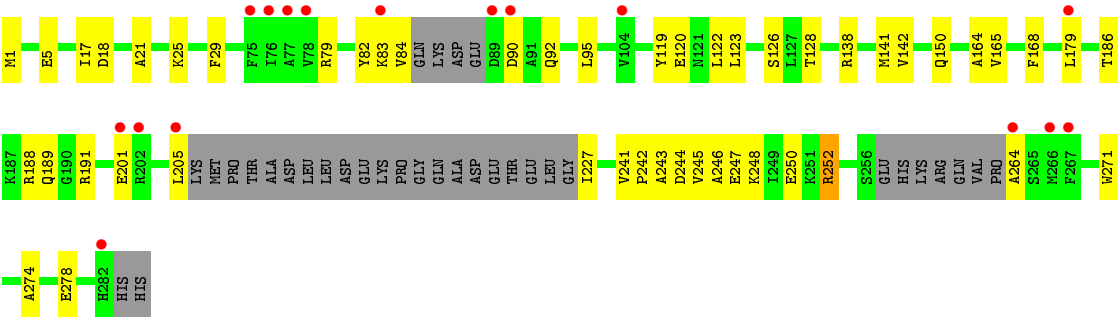 M1 E5 I17 D18 A21 K25 F29 F75 I76 A77 V78 R79 Y82 K83 V84 GLN LYS ASP GLU D89 D90 A91 Q92 L95 V104 Y119 E120 N121 L122 L123 S126 L127 T128 R138 M141 V142 Q150 A164 V165 F168 L179 T186
K187 R188 Q189 G190 R191 E201 R202 L205 LYS MET PRO THR ALA ASP LEU LEU ASP GLU LYS PRO GLY GLN ALA ASP GLU THR GLU LEU GLY I227 V241 P242 A243 D244 V245 A246 E247 K248 I249 E250 K251 R252 S256 GLU HIS LYS ARG GLN VAL PRO A264 S265 M266 F267 W271
A274 E278 H282 HIS HIS